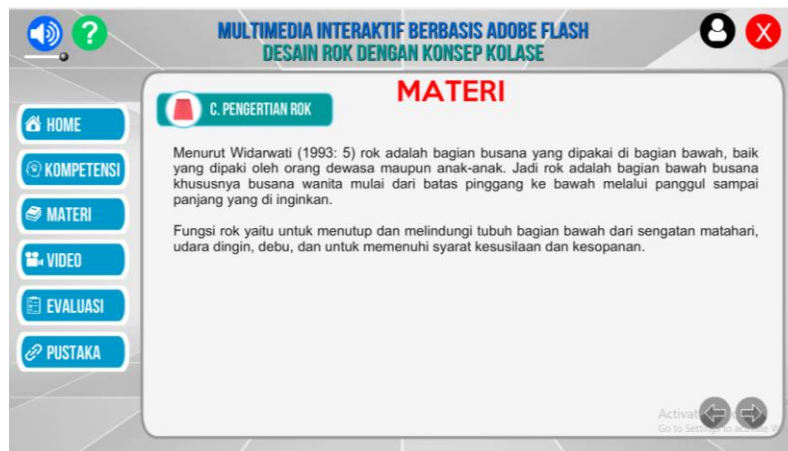 MULTIMEDIA INTERAKTIF BERBASIS ADOBE FLASH
DESAIN ROK DENGAN KONSEP KOLASE
?
X
MATERI
C. PENGERTIAN ROK
HOME
KOMPETENSI
MATERI
VIDEO
EVALUASI
PUSTAKA
Menurut Widarwati (1993: 5) rok adalah bagian busana yang dipakai di bagian bawah, baik
yang dipaki oleh orang dewasa maupun anak-anak. Jadi rok adalah bagian bawah busana
khususnya busana wanita mulai dari batas pinggang ke bawah melalui panggul sampai
panjang yang di inginkan.
Fungsi rok yaitu untuk menutup dan melindungi tubuh bagian bawah dari sengatan matahari,
udara dingin, debu, dan untuk memenuhi syarat kesusilaan dan kesopanan.
Go to